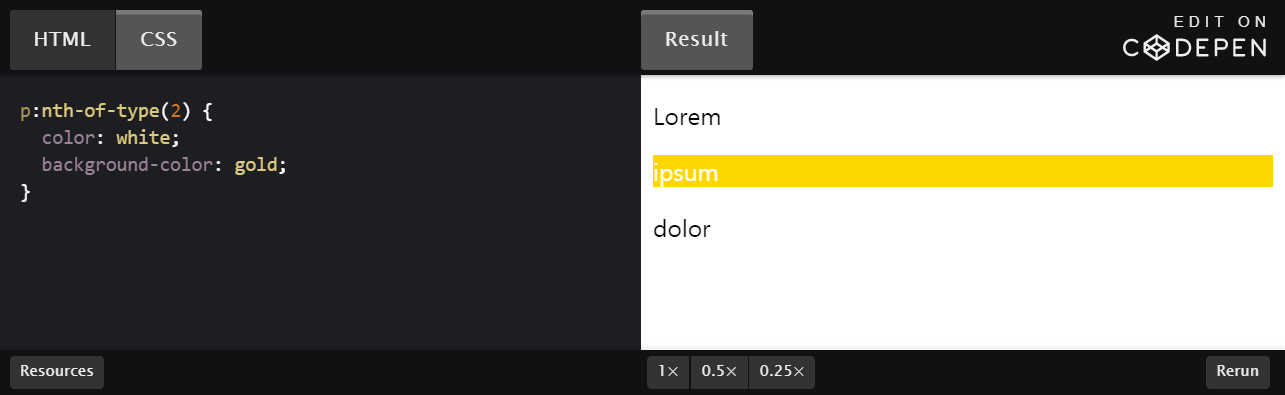 HTML CSS
p:nth-of-type(2) {
  color: white;
  background-color: gold;
}
Resources
Result
EDIT ON
CODEPEN
Lorem
ipsum
dolor
1× 0.5× 0.25×
Rerun